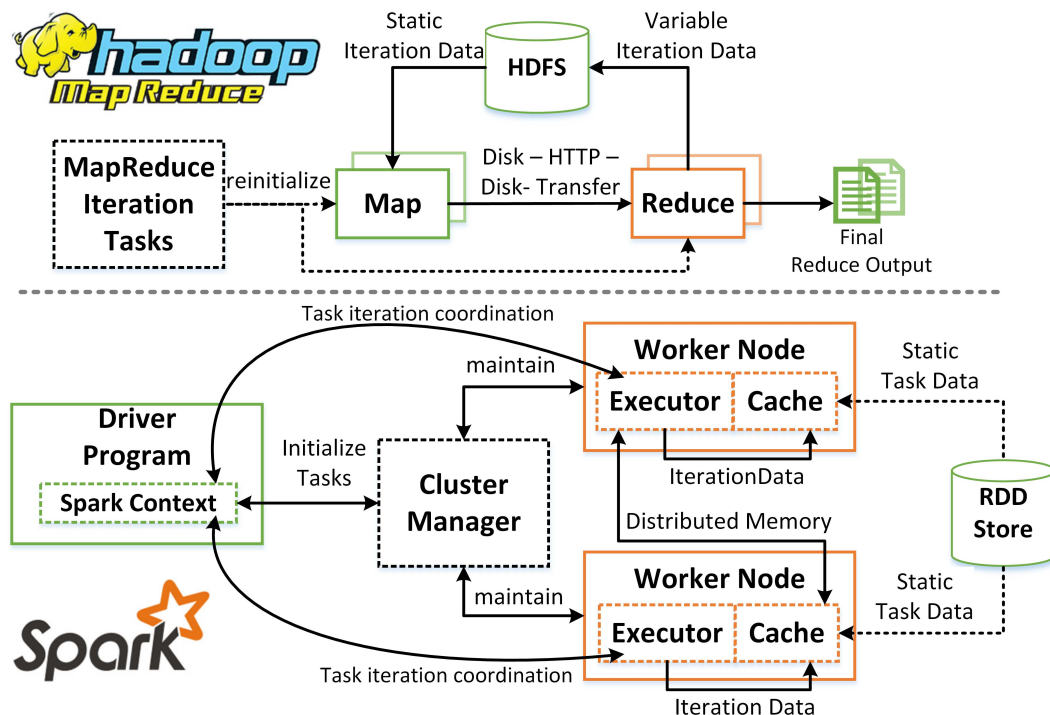 hadoop
Map Reduce
Static
Iteration Data
HDFS
Variable
Iteration Data
MapReduce
Iteration
Tasks
reinitialize
Map
Disk – HTTP –
Disk- Transfer
Reduce
Final
Reduce Output
Task iteration coordination
maintain
Worker Node
Executor
Cache
IterationData
Static
Task Data
Driver
Program
Spark Context
Initialize
Tasks
Cluster
Manager
Distributed Memory
RDD
Store
maintain
Worker Node
Executor
Cache
Iteration Data
Static
Task Data
Spark
Task iteration coordination